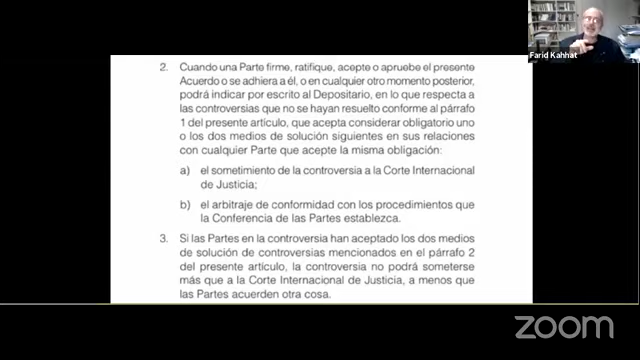 Farid Kahhat
2. Cuando una Parte firme, ratifique, acepte o apruebe el presente
Acuerdo o se adhiera a él, o en cualquier otro momento posterior,
podrá indicar por escrito al Depositario, en lo que respecta a
las controversias que no se hayan resuelto conforme al párrafo
1 del presente artículo, que acepta considerar obligatorio uno
o los dos medios de solución siguientes en sus relaciones
con cualquier Parte que acepte la misma obligación:
a) el sometimiento de la controversia a la Corte Internacional
de Justicia;
b) el arbitraje de conformidad con los procedimientos que
la Conferencia de las Partes establezca.
3. Si las Partes en la controversia han aceptado los dos medios
de solución de controversias mencionados en el párrafo 2
del presente artículo, la controversia no podrá someterse
más que a la Corte Internacional de Justicia, a menos que
las Partes acuerden otra cosa.
zoom